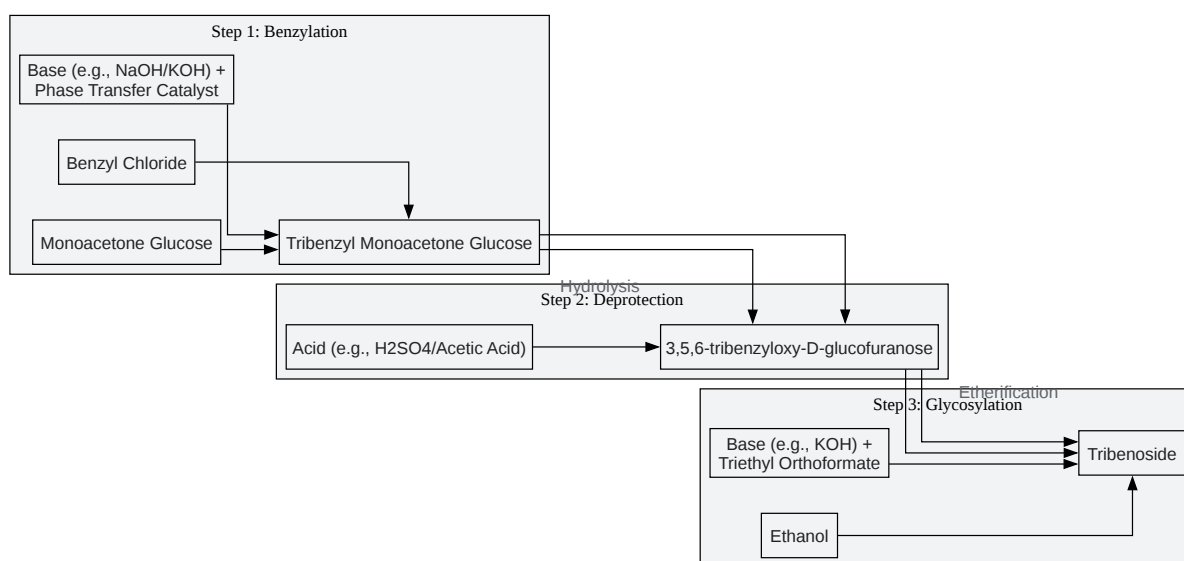 Step 1: Benzylation
Base (e.g., NaOH/KOH) +
Phase Transfer Catalyst
Benzyl Chloride
Monoacetone Glucose
Tribenzyl Monoacetone Glucose
Hydrolysis
Step 2: Deprotection
Acid (e.g., H2SO4/Acetic Acid)
3,5,6-tribenzyloxy-D-glucofuranose
Etherification
Step 3: Glycosylation
Base (e.g., KOH) +
Triethyl Orthoformate
Tribenoside
Ethanol